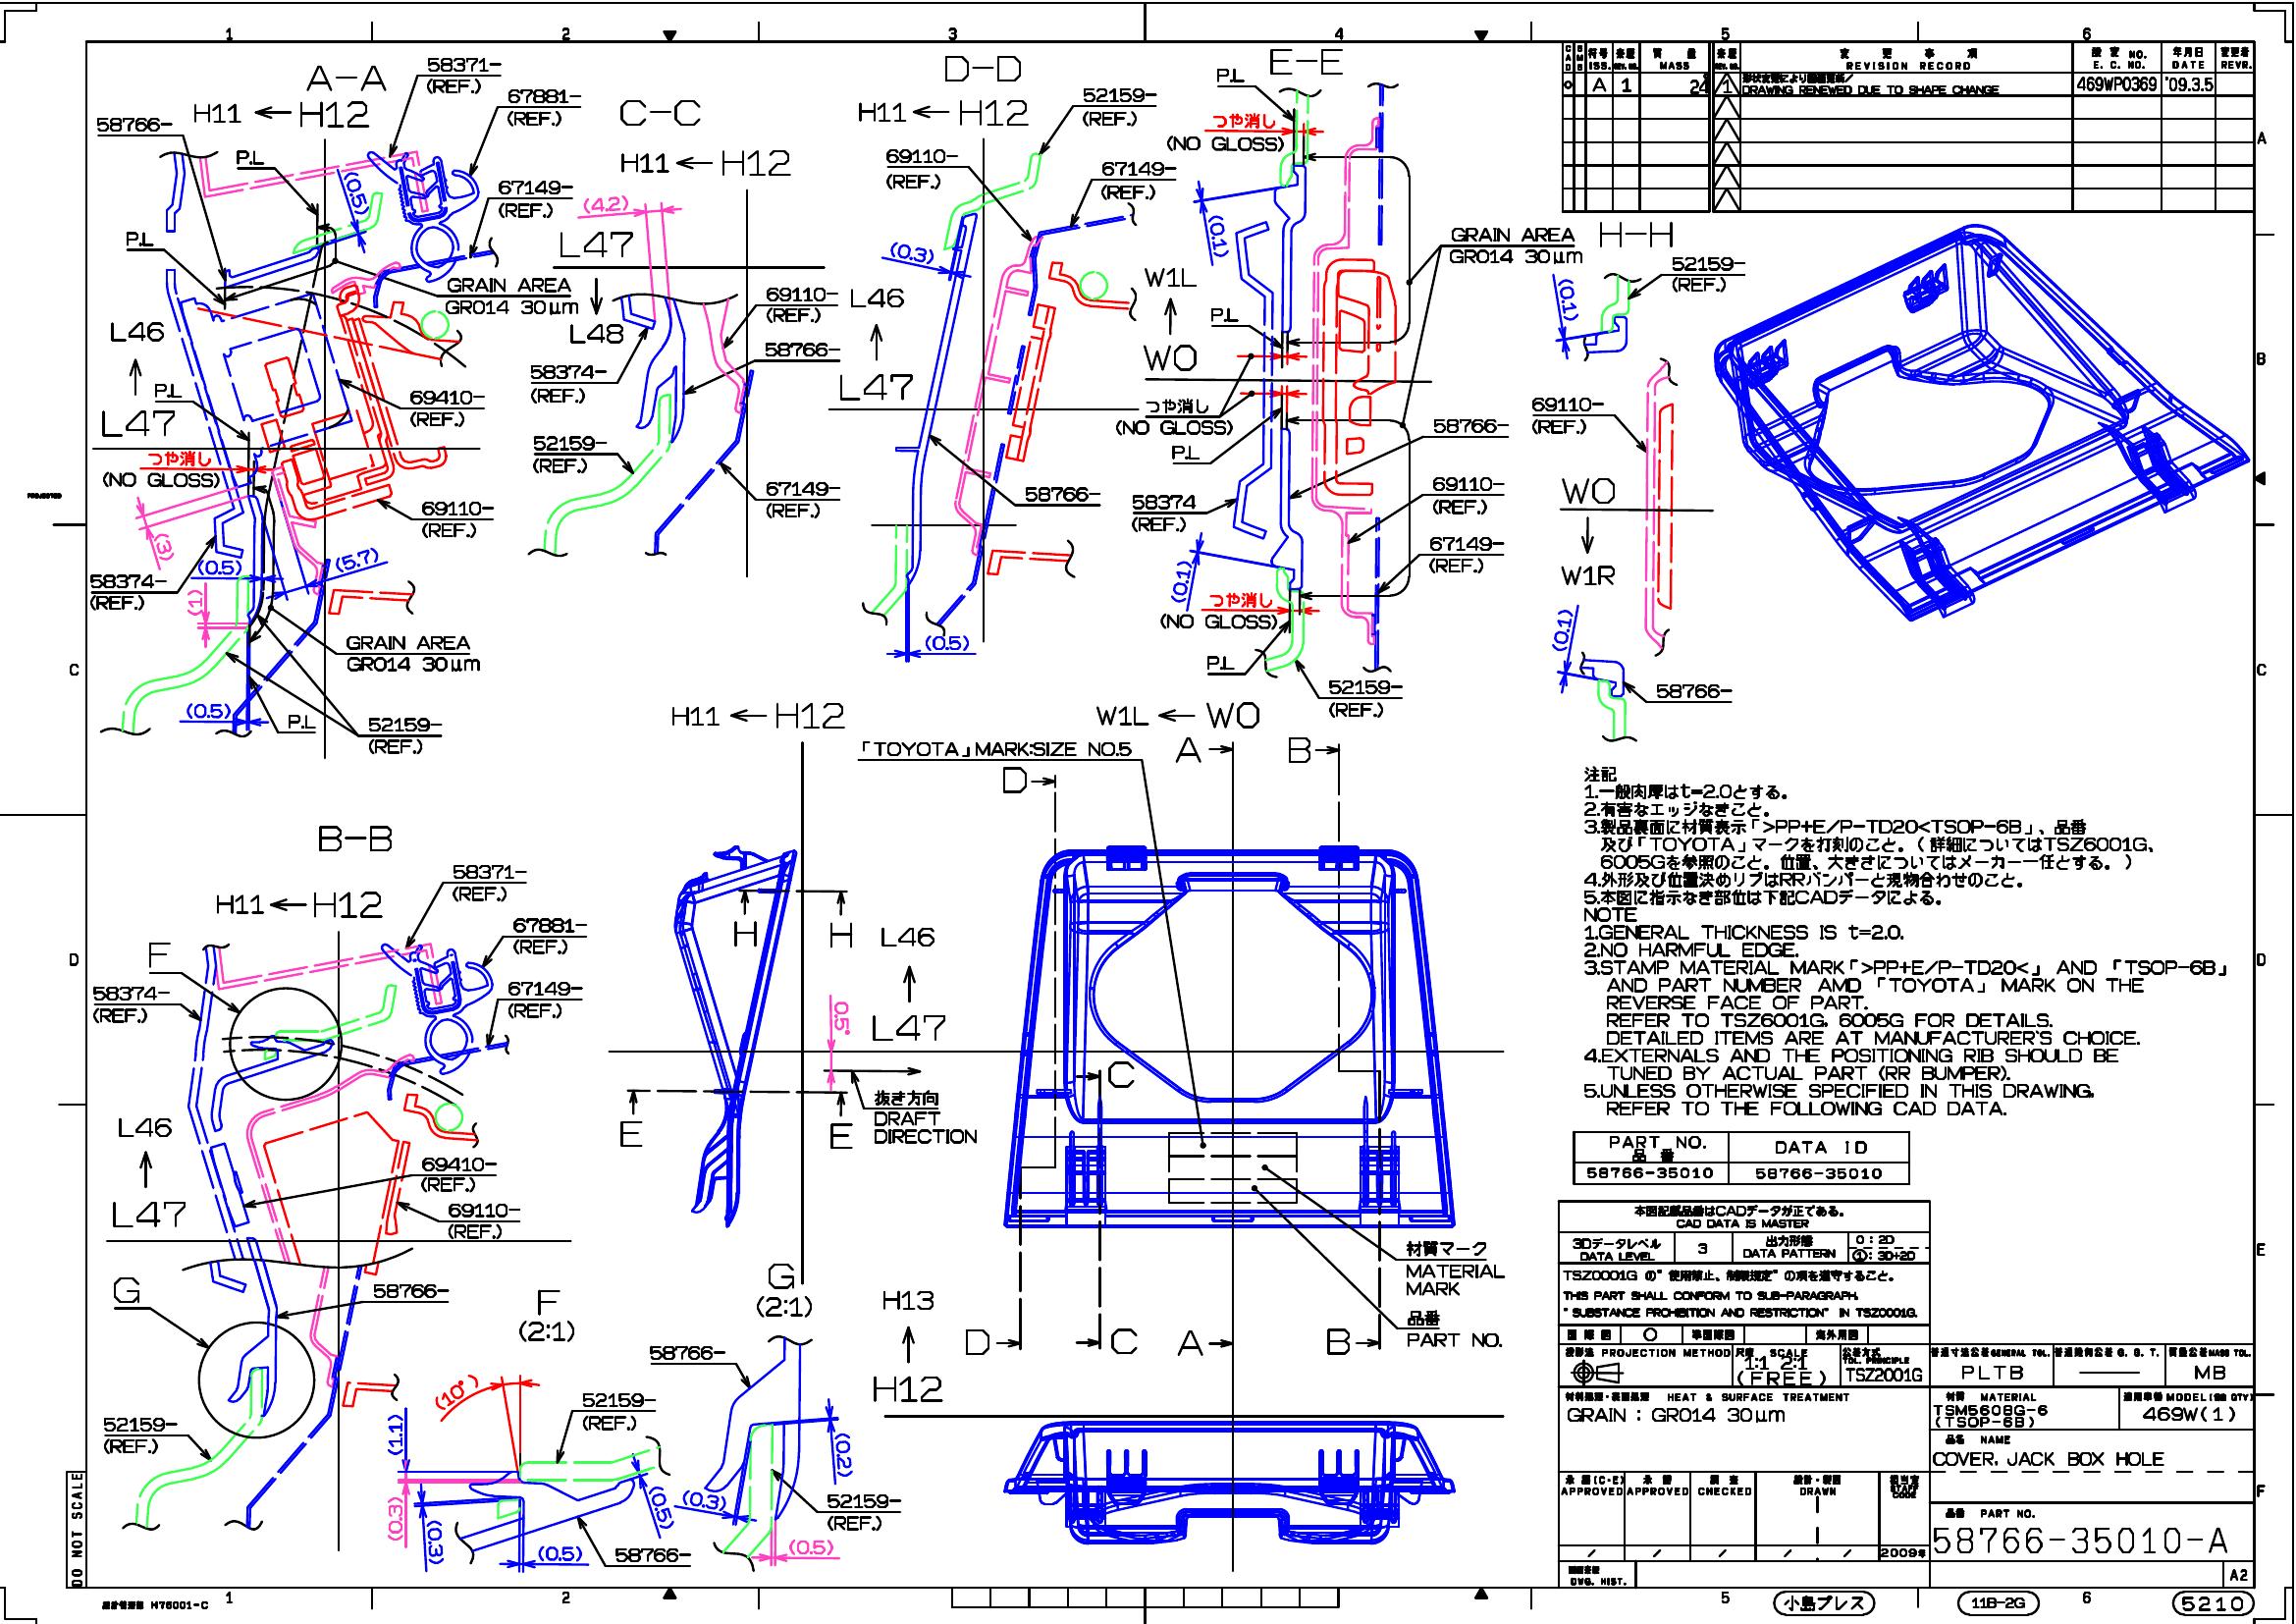 A-A
H11 ← H12
58371-
(REF.)
67881-
(REF.)
58766-
P.L
67149-
(REF.)
(0.5)
P.L
GRAIN AREA
GR014 30μm
L46
L47
P.L
69410-
(REF.)
つや消し
(NO GLOSS)
69110-
(REF.)
(3)
58374-
(REF.)
(0.5)
(5.7)
(1)
GRAIN AREA
GR014 30μm
(0.5)
P.L
52159-
(REF.)
C-C
H11 ← H12
(4.2)
L47
L48
69110-
(REF.)
58766-
58374-
(REF.)
52159-
(REF.)
67149-
(REF.)
D-D
H11 ← H12
52159-
(REF.)
69110-
(REF.)
67149-
(REF.)
(0.3)
L46
L47
58766-
(0.5)
E-E
P.L
つや消し
(NO GLOSS)
(0.1)
GRAIN AREA
GR014 30μm
W1L
P.L
W0
つや消し
(NO GLOSS)
P.L
58766-
58374
(REF.)
69110-
(REF.)
67149-
(REF.)
(0.1)
つや消し
(NO GLOSS)
P.L
52159-
(REF.)
H-H
52159-
(REF.)
(0.1)
69110-
(REF.)
W0
W1R
(0.1)
58766-
符号
ISS.
質量
MASS
変更事項
REVISION RECORD
設変 NO.
E. C. NO.
年月日
DATE
変更者
REVR.
A
1
24
1
形状変更により図面更新/
DRAWING RENEWED DUE TO SHAPE CHANGE
469WP0369
'09.3.5
B-B
H11 ← H12
58371-
(REF.)
67881-
(REF.)
F
58374-
(REF.)
67149-
(REF.)
L46
L47
69410-
(REF.)
69110-
(REF.)
G
58766-
52159-
(REF.)
H11 ← H12
H
H
L46
0.5°
L47
E
E
抜き方向
DRAFT
DIRECTION
W1L ← W0
「TOYOTA」MARK:SIZE NO.5
A
B
D
C
材質マーク
MATERIAL
MARK
品番
PART NO.
D
C
A
B
F
(2:1)
(10°)
52159-
(REF.)
(1.1)
(0.3)
(0.3)
(0.5)
(0.5)
58766-
G
(2:1)
58766-
(0.2)
(0.3)
52159-
(REF.)
(0.5)
H13
H12
注記
1.一般肉厚はt=2.0とする。
2.有害なエッジなきこと。
3.製品裏面に材質表示「>PP+E/P-TD20<TSOP-6B」、品番
及び「TOYOTA」マークを打刻のこと。(詳細についてはTSZ6001G、
6005Gを参照のこと。位置、大きさについてはメーカー一任とする。)
4.外形及び位置決めリブはRRバンパーと現物合わせのこと。
5.本図に指示なき部位は下記CADデータによる。
NOTE
1.GENERAL THICKNESS IS t=2.0.
2.NO HARMFUL EDGE.
3.STAMP MATERIAL MARK「>PP+E/P-TD20<」 AND 「TSOP-6B」
AND PART NUMBER AMD 「TOYOTA」 MARK ON THE
REVERSE FACE OF PART.
REFER TO TSZ6001G, 6005G FOR DETAILS.
DETAILED ITEMS ARE AT MANUFACTURER'S CHOICE.
4.EXTERNALS AND THE POSITIONING RIB SHOULD BE
TUNED BY ACTUAL PART (RR BUMPER).
5.UNLESS OTHERWISE SPECIFIED IN THIS DRAWING,
REFER TO THE FOLLOWING CAD DATA.
PART NO.
品番
DATA ID
58766-35010
58766-35010
本図記載品番はCADデータが正である。
CAD DATA IS MASTER
3Dデータレベル
DATA LEVEL
3
出力形態
DATA PATTERN
0 : 2D
①: 3D+2D
TSZ0001G の" 使用禁止、制限規定" の項を遵守すること。
THIS PART SHALL CONFORM TO SUB-PARAGRAPH,
" SUBSTANCE PROHIBITION AND RESTRICTION" IN TSZ0001G.
国際図
○
準国際図
海外用図
投影法 PROJECTION METHOD
尺度 SCALE
1:1 2:1
(FREE)
公差方式
TOL. PRINCIPLE
TSZ2001G
普通寸法公差 GENERAL TOL.
PLTB
普通幾何公差 G. G. T.
質量公差 MASS TOL.
MB
材料処理・表面処理 HEAT & SURFACE TREATMENT
GRAIN : GR014 30μm
材質 MATERIAL
TSM5608G-6
(TSOP-6B)
適用車種 MODEL(SB QTY)
469W(1)
品名 NAME
COVER, JACK BOX HOLE
承認(C-E)
APPROVED
承認
APPROVED
調査
CHECKED
設計・製図
DRAWN
担当室
STAFF
CODE
2009年
品番 PART NO.
58766-35010-A
DWG. HIST.
A2
DO NOT SCALE
H76001-C
小島プレス
11B-2G
5210
1
2
3
4
5
6
A
B
C
D
E
F
C
D
1
2
5
6